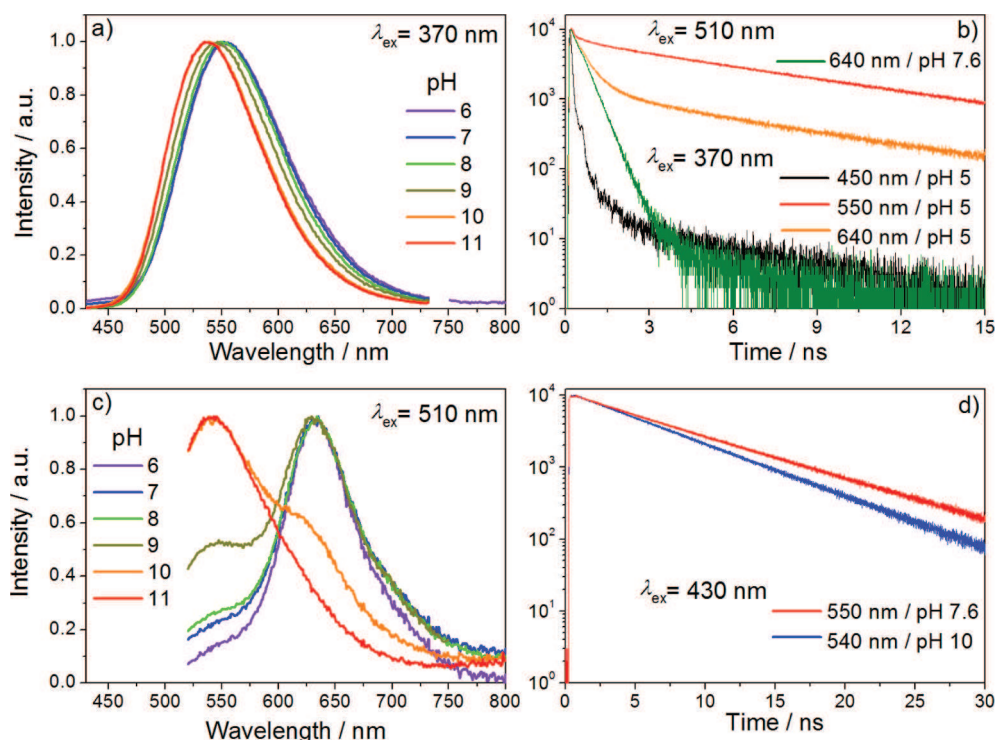 a)
λex= 370 nm
pH
6
7
8
9
10
11
1.0
0.8
0.6
0.4
0.2
0.0
Intensity / a.u.
450 500 550 600 650 700 750 800
Wavelength / nm
b)
λex= 510 nm
640 nm / pH 7.6
λex= 370 nm
450 nm / pH 5
550 nm / pH 5
640 nm / pH 5
10⁴
10³
10²
10¹
10⁰
0 3 6 9 12 15
Time / ns
c)
λex= 510 nm
pH
6
7
8
9
10
11
1.0
0.8
0.6
0.4
0.2
0.0
Intensity / a.u.
450 500 550 600 650 700 750 800
Wavelength / nm
d)
λex= 430 nm
550 nm / pH 7.6
540 nm / pH 10
10⁴
10³
10²
10¹
10⁰
0 5 10 15 20 25 30
Time / ns